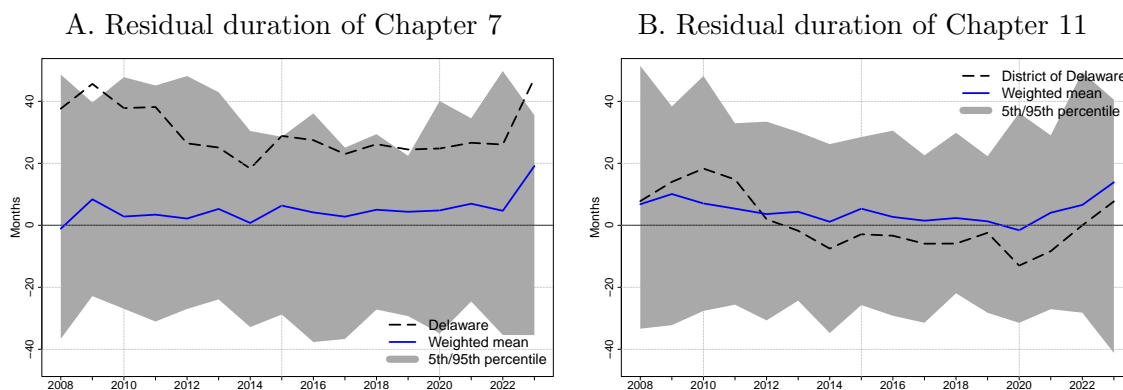 A. Residual duration of Chapter 7
40
20
0
−20
−40
Months
2008 2010 2012 2014 2016 2018 2020 2022
Delaware
Weighted mean
5th/95th percentile
B. Residual duration of Chapter 11
40
20
0
−20
−40
Months
2008 2010 2012 2014 2016 2018 2020 2022
District of Delaware
Weighted mean
5th/95th percentile